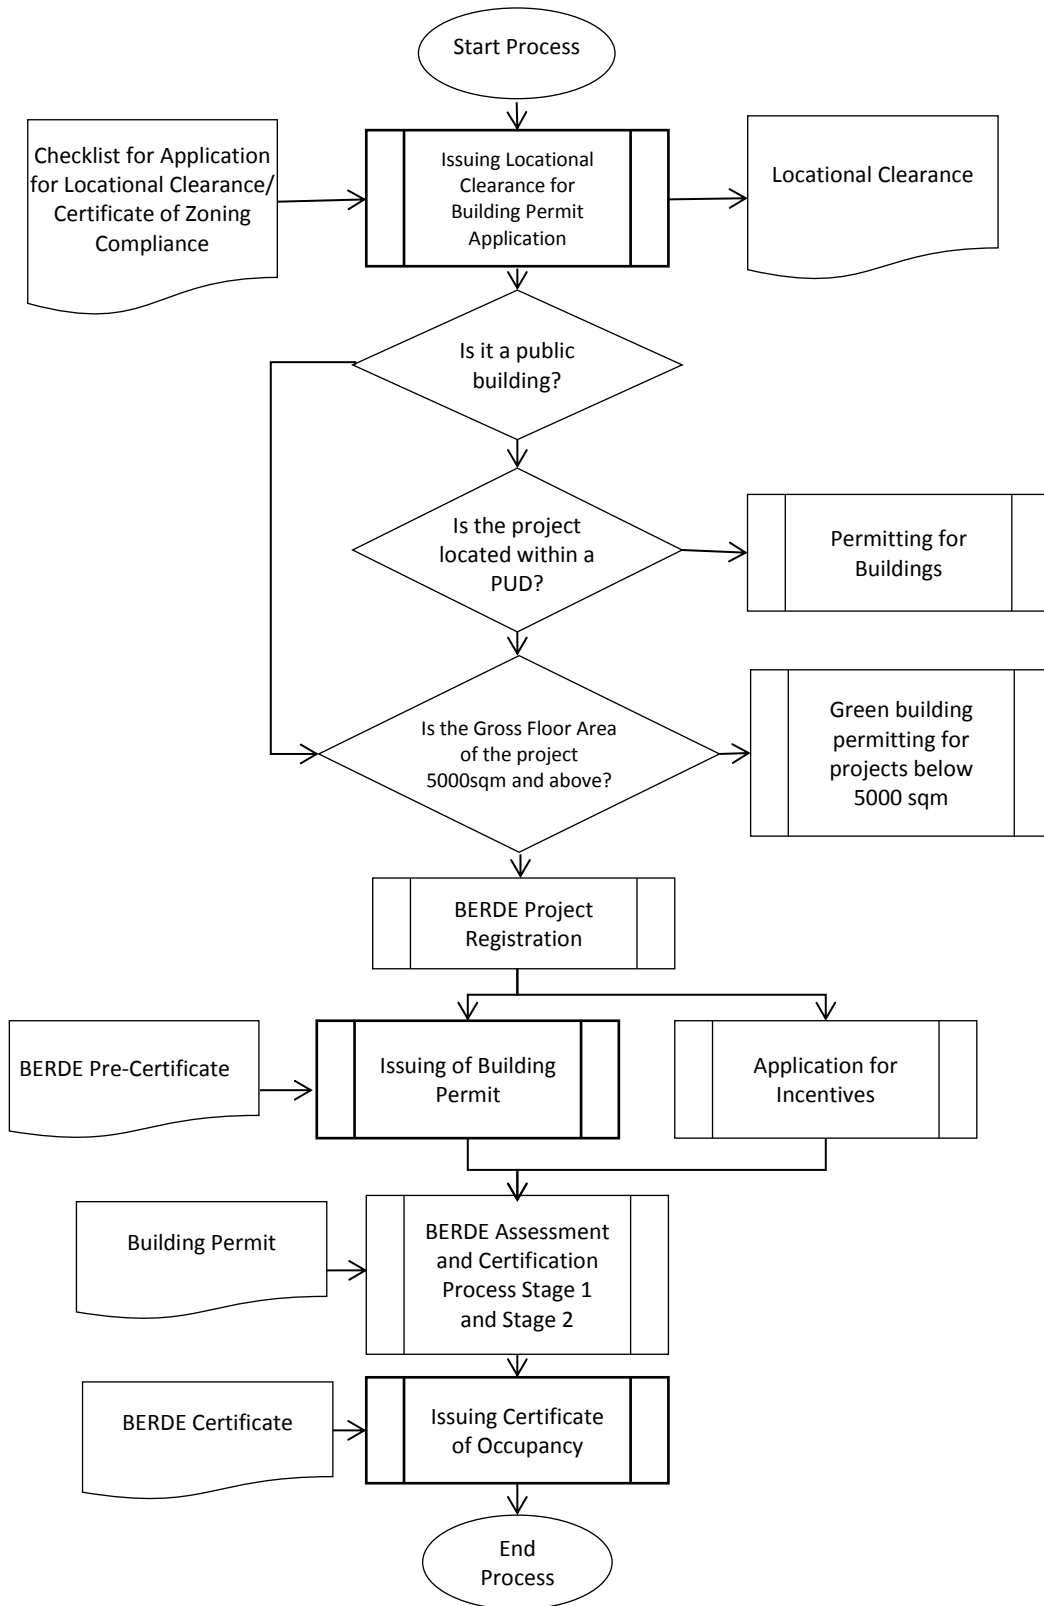 Start Process
Checklist for Application
for Locational Clearance/
Certificate of Zoning
Compliance
Issuing Locational
Clearance for
Building Permit
Application
Locational Clearance
Is it a public
building?
Is the project
located within a
PUD?
Permitting for
Buildings
Is the Gross Floor Area
of the project
5000sqm and above?
Green building
permitting for
projects below
5000 sqm
BERDE Project
Registration
BERDE Pre-Certificate
Issuing of Building
Permit
Application for
Incentives
Building Permit
BERDE Assessment
and Certification
Process Stage 1
and Stage 2
BERDE Certificate
Issuing Certificate
of Occupancy
End
Process